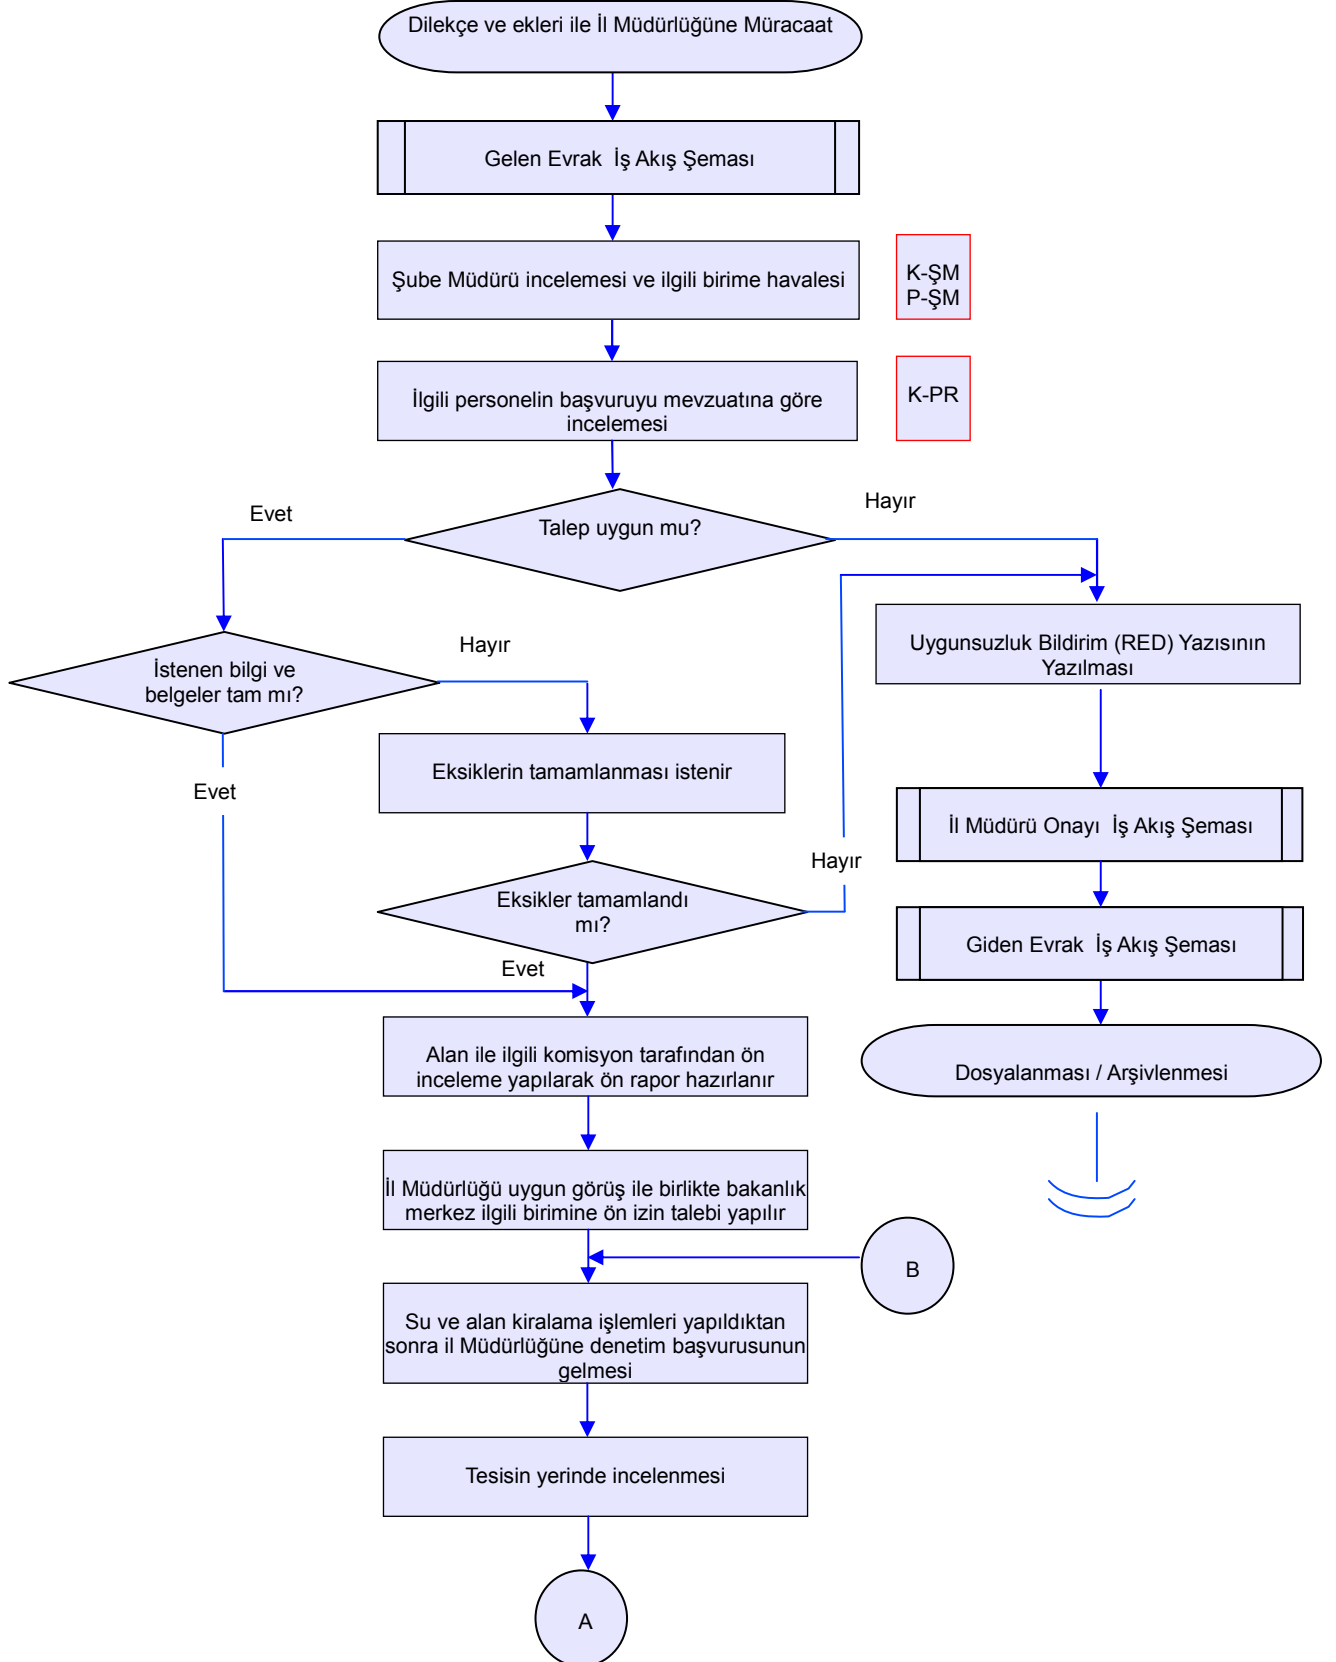 Dilekçe ve ekleri ile İl Müdürlüğüne Müracaat
Gelen Evrak İş Akış Şeması
Şube Müdürü incelemesi ve ilgili birime havalesi
K-ŞM
P-ŞM
İlgili personelin başvuruyu mevzuatına göre
incelemesi
K-PR
Talep uygun mu?
Evet
Hayır
İstenen bilgi ve
belgeler tam mı?
Hayır
Uygunsuzluk Bildirim (RED) Yazısının
Yazılması
Eksiklerin tamamlanması istenir
Evet
İl Müdürü Onayı İş Akış Şeması
Hayır
Eksikler tamamlandı
mı?
Giden Evrak İş Akış Şeması
Evet
Alan ile ilgili komisyon tarafından ön
inceleme yapılarak ön rapor hazırlanır
Dosyalanması / Arşivlenmesi
İl Müdürlüğü uygun görüş ile birlikte bakanlık
merkez ilgili birimine ön izin talebi yapılır
B
Su ve alan kiralama işlemleri yapıldıktan
sonra il Müdürlüğüne denetim başvurusunun
gelmesi
Tesisin yerinde incelenmesi
A